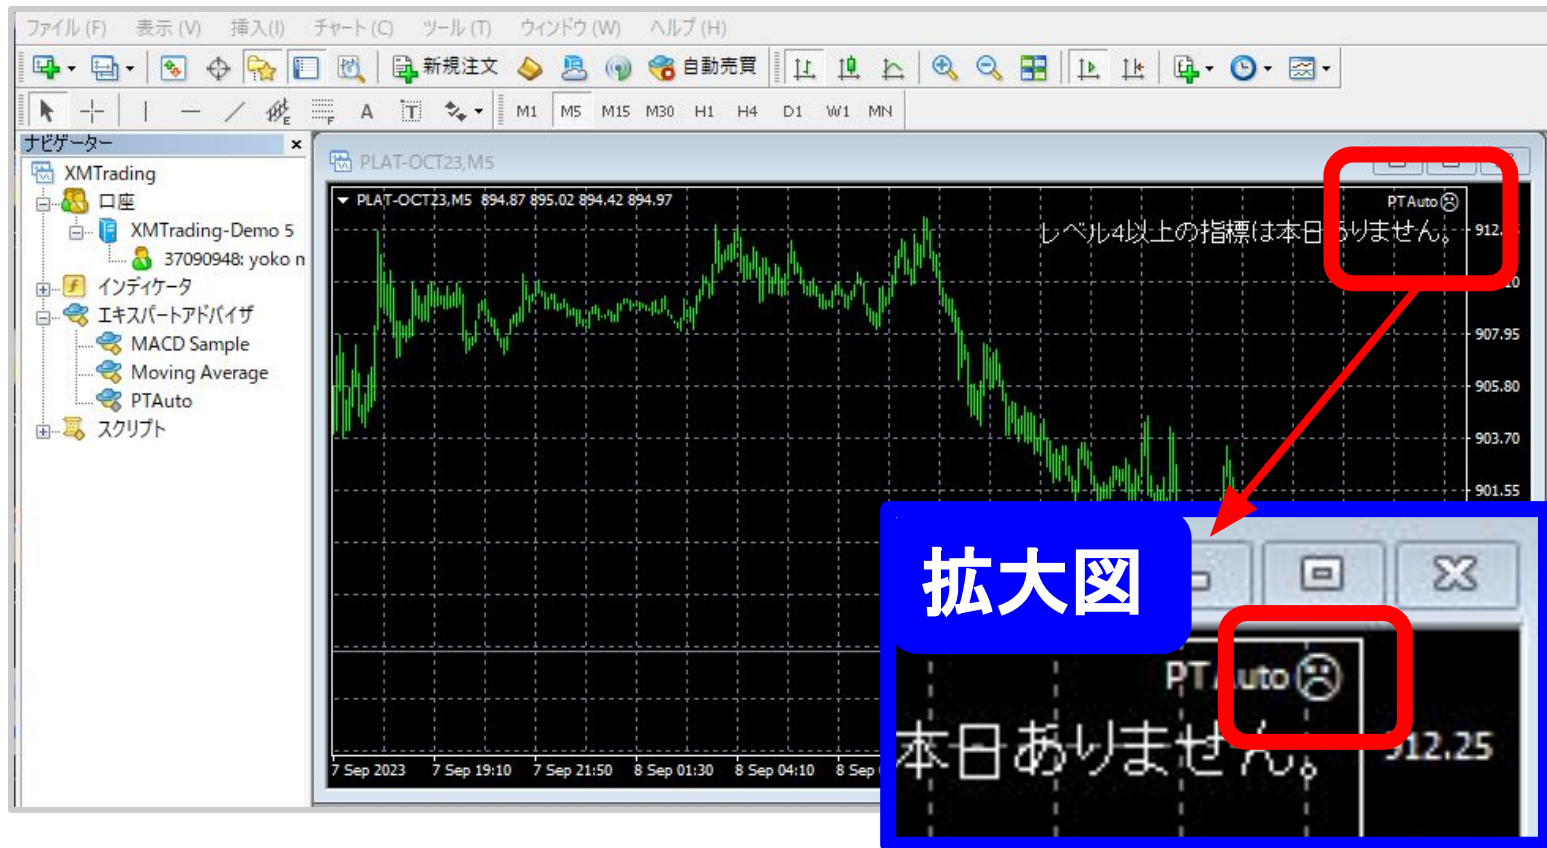 ファイル (F) 表示 (V) 挿入(I) チャート (C) ツール (T) ウィンドウ (W) ヘルプ (H)
新規注文 自動売買
M1 M5 M15 M30 H1 H4 D1 W1 MN
ナビゲーター
XMTrading
口座
XMTrading-Demo 5
37090948: yoko n
インディケータ
エキスパートアドバイザ
MACD Sample
Moving Average
PTAuto
スクリプト
PLAT-OCT23,M5
PLAT-OCT23,M5 894.87 895.02 894.42 894.97
PTAuto
レベル4以上の指標は本日ありません。
907.95
905.80
903.70
901.55
7 Sep 2023 7 Sep 19:10 7 Sep 21:50 8 Sep 01:30 8 Sep 04:10 8 Sep
拡大図
PTAuto
本日ありません。
912.25